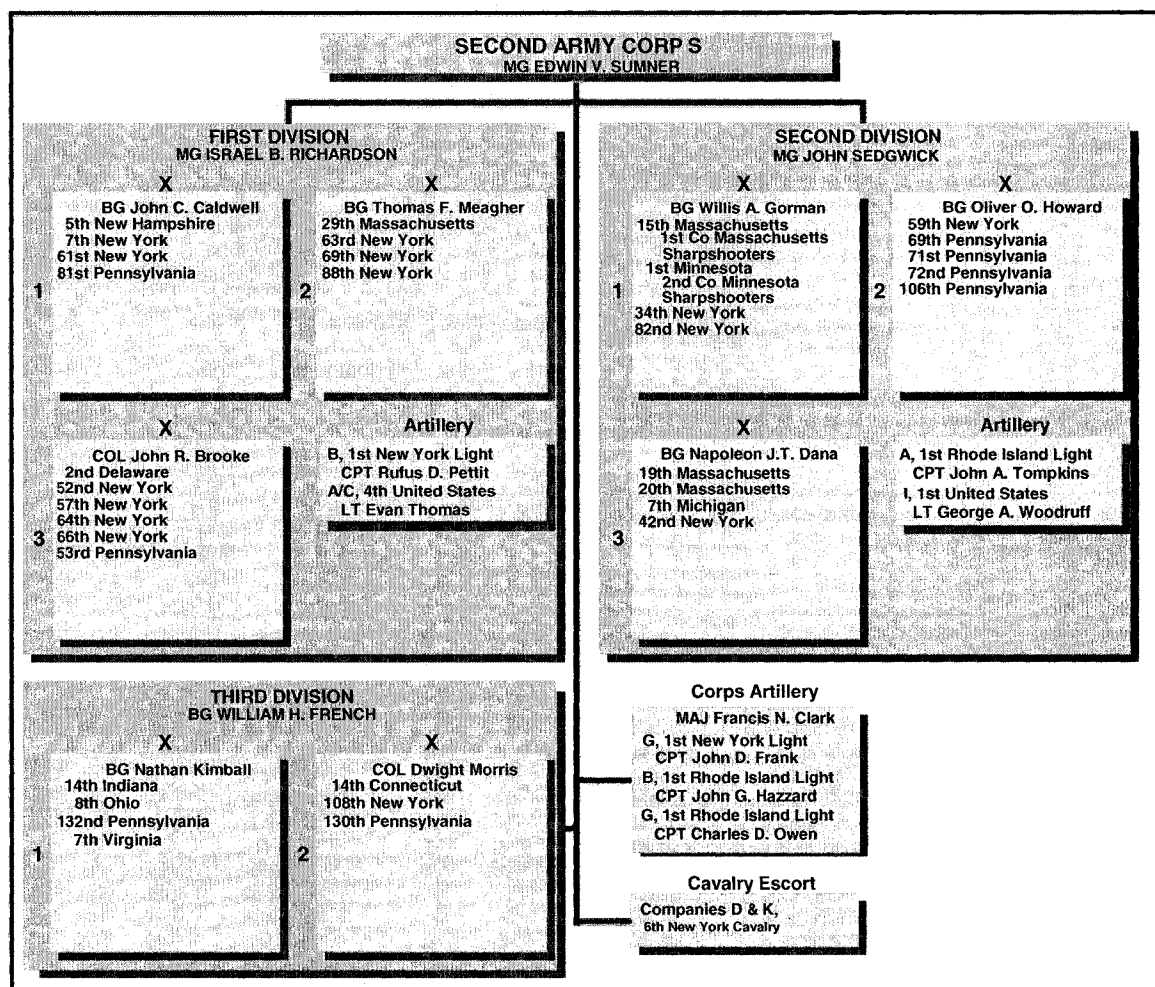 SECOND ARMY CORP S
MG EDWIN V. SUMNER
FIRST DIVISION
MG ISRAEL B. RICHARDSON
X
1
BG John C. Caldwell
5th New Hampshire
7th New York
61st New York
81st Pennsylvania
X
2
BG Thomas F. Meagher
29th Massachusetts
63rd New York
69th New York
88th New York
X
3
COL John R. Brooke
2nd Delaware
52nd New York
57th New York
64th New York
66th New York
53rd Pennsylvania
Artillery
B, 1st New York Light
CPT Rufus D. Pettit
A/C, 4th United States
LT Evan Thomas
SECOND DIVISION
MG JOHN SEDGWICK
X
1
BG Willis A. Gorman
15th Massachusetts
1st Co Massachusetts
Sharpshooters
1st Minnesota
2nd Co Minnesota
Sharpshooters
34th New York
82nd New York
X
2
BG Oliver O. Howard
59th New York
69th Pennsylvania
71st Pennsylvania
72nd Pennsylvania
106th Pennsylvania
X
3
BG Napoleon J.T. Dana
19th Massachusetts
20th Massachusetts
7th Michigan
42nd New York
Artillery
A, 1st Rhode Island Light
CPT John A. Tompkins
I, 1st United States
LT George A. Woodruff
THIRD DIVISION
BG WILLIAM H. FRENCH
X
1
BG Nathan Kimball
14th Indiana
8th Ohio
132nd Pennsylvania
7th Virginia
X
2
COL Dwight Morris
14th Connecticut
108th New York
130th Pennsylvania
Corps Artillery
MAJ Francis N. Clark
G, 1st New York Light
CPT John D. Frank
B, 1st Rhode Island Light
CPT John G. Hazzard
G, 1st Rhode Island Light
CPT Charles D. Owen
Cavalry Escort
Companies D & K,
6th New York Cavalry